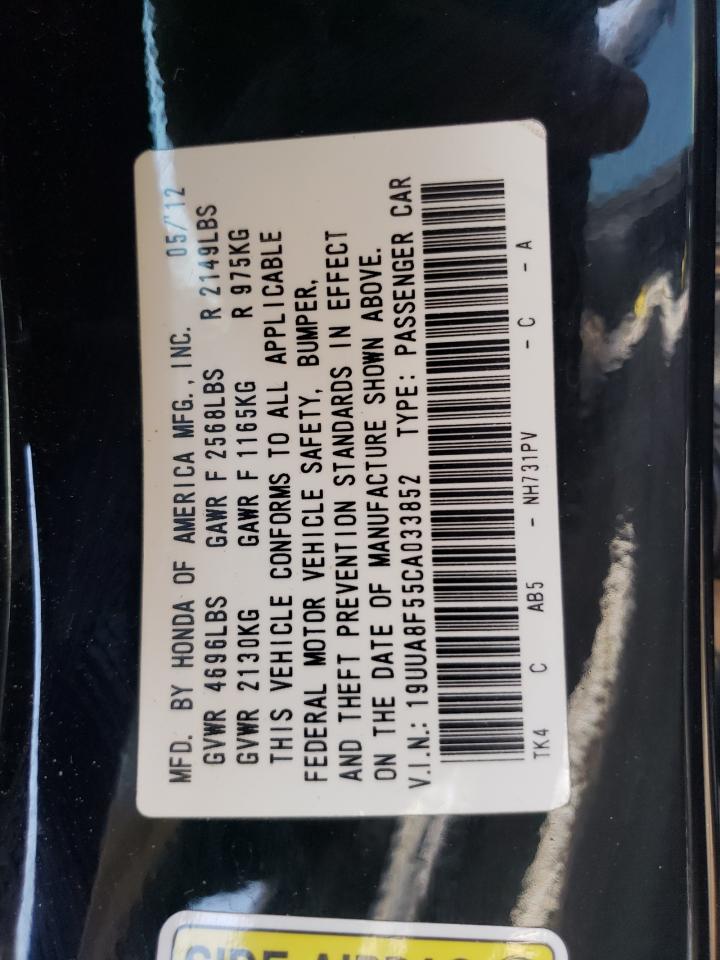 MFD. BY HONDA OF AMERICA MFG., INC. 05/'12
GVWR 4696LBS GAWR F 2568LBS R 2149LBS
GVWR 2130KG GAWR F 1165KG R 975KG
THIS VEHICLE CONFORMS TO ALL APPLICABLE
FEDERAL MOTOR VEHICLE SAFETY, BUMPER,
AND THEFT PREVENTION STANDARDS IN EFFECT
ON THE DATE OF MANUFACTURE SHOWN ABOVE.
V.I.N.: 19UUA8F55CA033852 TYPE: PASSENGER CAR
TK4 C AB5 - NH731PV - C - A
SIDE AIRBAG